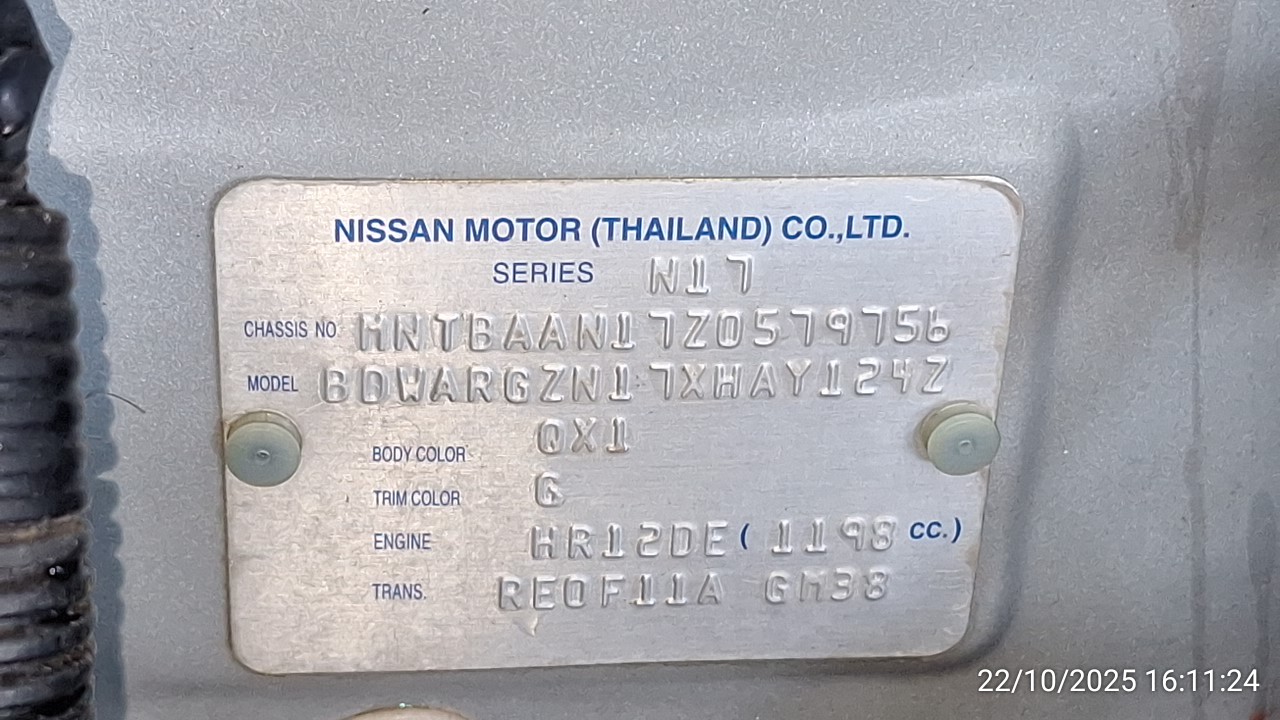 NISSAN MOTOR (THAILAND) CO.,LTD.
SERIES N17
CHASSIS NO MNTBAAN17Z0579756
MODEL BDWARGZN17XHAY124Z
BODY COLOR QX1
TRIM COLOR G
ENGINE HR12DE ( 1198 CC.)
TRANS. RE0F11A GM38
22/10/2025 16:11:24